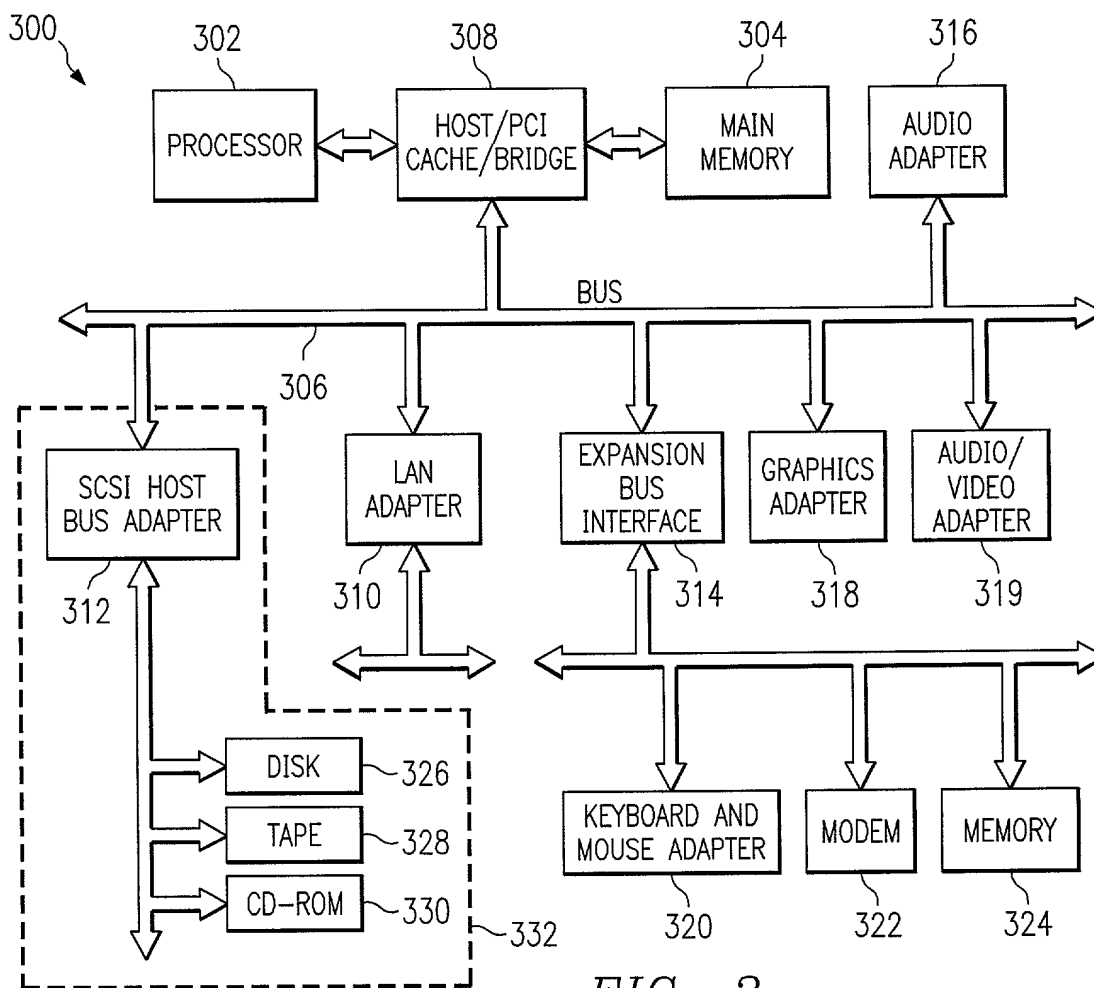 300
302
308
304
316
PROCESSOR
HOST/PCI
CACHE/BRIDGE
MAIN
MEMORY
AUDIO
ADAPTER
BUS
306
SCSI HOST
BUS ADAPTER
LAN
ADAPTER
EXPANSION
BUS
INTERFACE
GRAPHICS
ADAPTER
AUDIO/
VIDEO
ADAPTER
312
310
314
318
319
DISK
326
TAPE
328
CD-ROM
330
332
KEYBOARD AND
MOUSE ADAPTER
MODEM
MEMORY
320
322
324